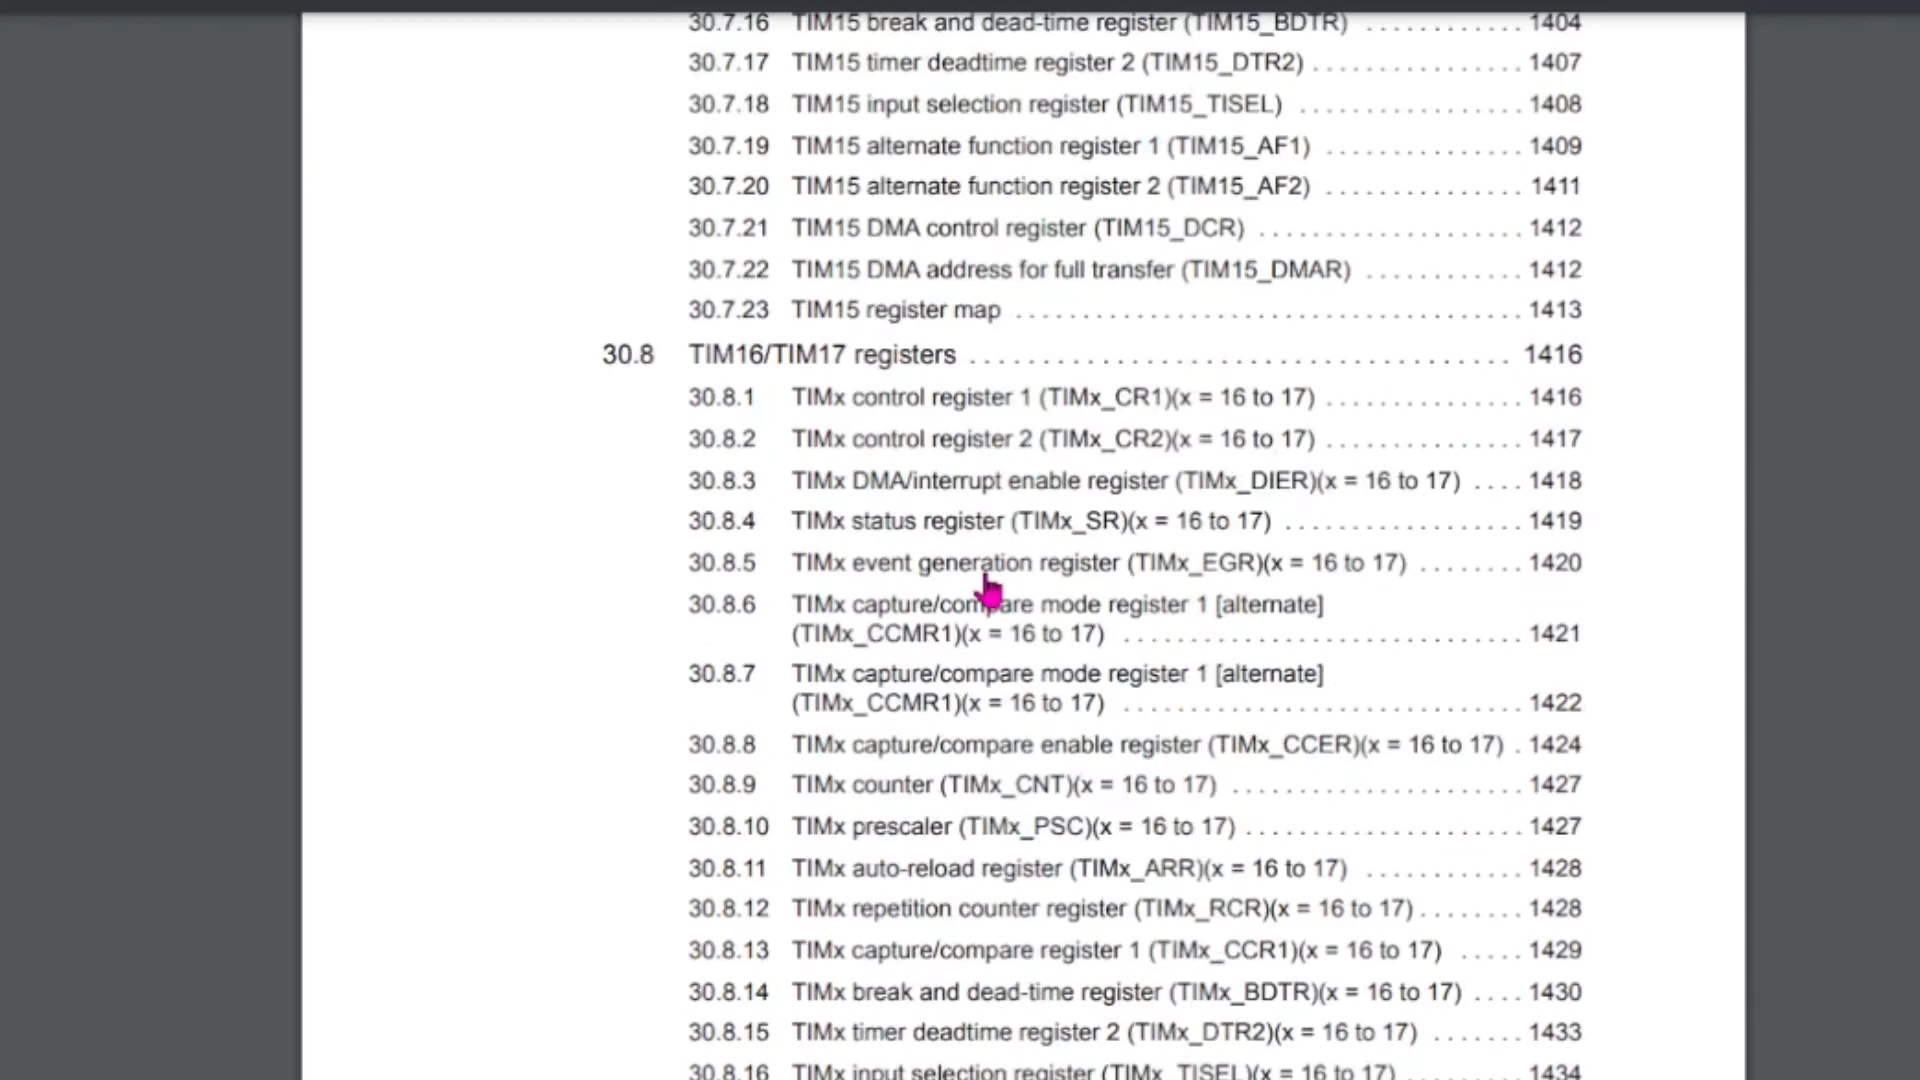 30.7.16 TIM15 break and dead-time register (TIM15_BDTR) . . . . . . . . . . . . 1404
30.7.17 TIM15 timer deadtime register 2 (TIM15_DTR2) . . . . . . . . . . . . . . . . 1407
30.7.18 TIM15 input selection register (TIM15_TISEL) . . . . . . . . . . . . . . . . . 1408
30.7.19 TIM15 alternate function register 1 (TIM15_AF1) . . . . . . . . . . . . . . . 1409
30.7.20 TIM15 alternate function register 2 (TIM15_AF2) . . . . . . . . . . . . . . . 1411
30.7.21 TIM15 DMA control register (TIM15_DCR) . . . . . . . . . . . . . . . . . . . . 1412
30.7.22 TIM15 DMA address for full transfer (TIM15_DMAR) . . . . . . . . . . . . 1412
30.7.23 TIM15 register map . . . . . . . . . . . . . . . . . . . . . . . . . . . . . . . . . . . . . . 1413
30.8 TIM16/TIM17 registers . . . . . . . . . . . . . . . . . . . . . . . . . . . . . . . . . 1416
30.8.1 TIMx control register 1 (TIMx_CR1)(x = 16 to 17) . . . . . . . . . . . . . . . 1416
30.8.2 TIMx control register 2 (TIMx_CR2)(x = 16 to 17) . . . . . . . . . . . . . . . 1417
30.8.3 TIMx DMA/interrupt enable register (TIMx_DIER)(x = 16 to 17) . . . . 1418
30.8.4 TIMx status register (TIMx_SR)(x = 16 to 17) . . . . . . . . . . . . . . . . . . 1419
30.8.5 TIMx event generation register (TIMx_EGR)(x = 16 to 17) . . . . . . . . 1420
30.8.6 TIMx capture/compare mode register 1 [alternate]
(TIMx_CCMR1)(x = 16 to 17) . . . . . . . . . . . . . . . . . . . . . . . . . . . . . . 1421
30.8.7 TIMx capture/compare mode register 1 [alternate]
(TIMx_CCMR1)(x = 16 to 17) . . . . . . . . . . . . . . . . . . . . . . . . . . . . . . 1422
30.8.8 TIMx capture/compare enable register (TIMx_CCER)(x = 16 to 17) . 1424
30.8.9 TIMx counter (TIMx_CNT)(x = 16 to 17) . . . . . . . . . . . . . . . . . . . . . . 1427
30.8.10 TIMx prescaler (TIMx_PSC)(x = 16 to 17) . . . . . . . . . . . . . . . . . . . . . 1427
30.8.11 TIMx auto-reload register (TIMx_ARR)(x = 16 to 17) . . . . . . . . . . . . 1428
30.8.12 TIMx repetition counter register (TIMx_RCR)(x = 16 to 17) . . . . . . . . 1428
30.8.13 TIMx capture/compare register 1 (TIMx_CCR1)(x = 16 to 17) . . . . . 1429
30.8.14 TIMx break and dead-time register (TIMx_BDTR)(x = 16 to 17) . . . . 1430
30.8.15 TIMx timer deadtime register 2 (TIMx_DTR2)(x = 16 to 17) . . . . . . . 1433
30.8.16 TIMx input selection register (TIMx_TISEL)(x = 16 to 17) . . . . . . . . . 1434